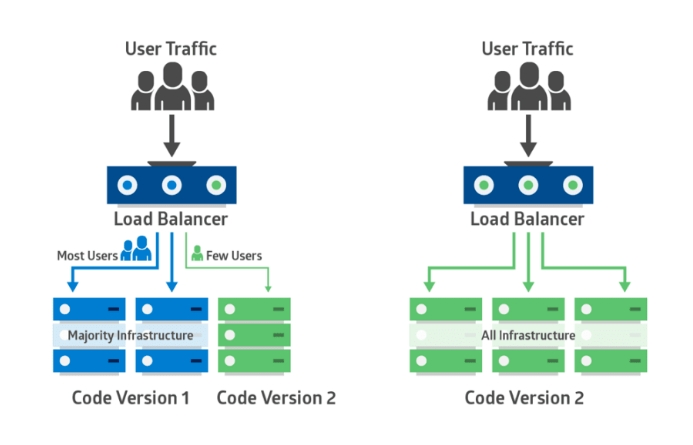 User Traffic
Load Balancer
Most Users
Few Users
Majority Infrastructure
Code Version 1
Code Version 2
User Traffic
Load Balancer
All Infrastructure
Code Version 2